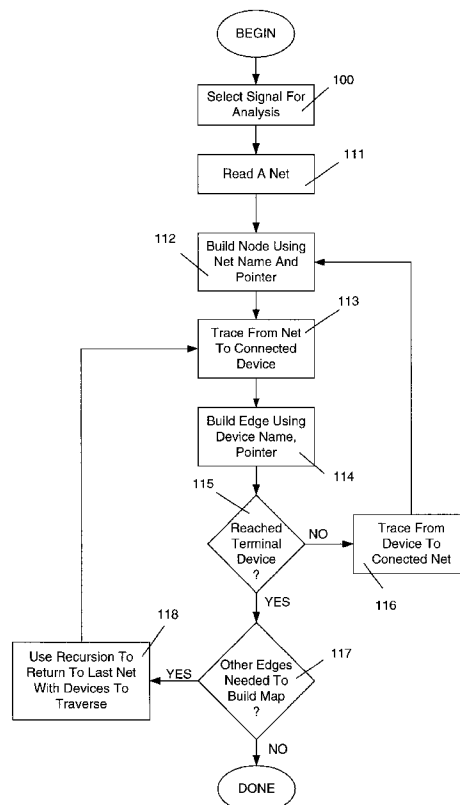 BEGIN
100
Select Signal For
Analysis
111
Read A Net
112
Build Node Using
Net Name And
Pointer
113
Trace From Net
To Connected
Device
Build Edge Using
Device Name,
Pointer
114
115
Reached
Terminal
Device
?
NO
Trace From
Device To
Conected Net
116
YES
118
Use Recursion To
Return To Last Net
With Devices To
Traverse
YES
Other Edges
Needed To
Build Map
?
117
NO
DONE